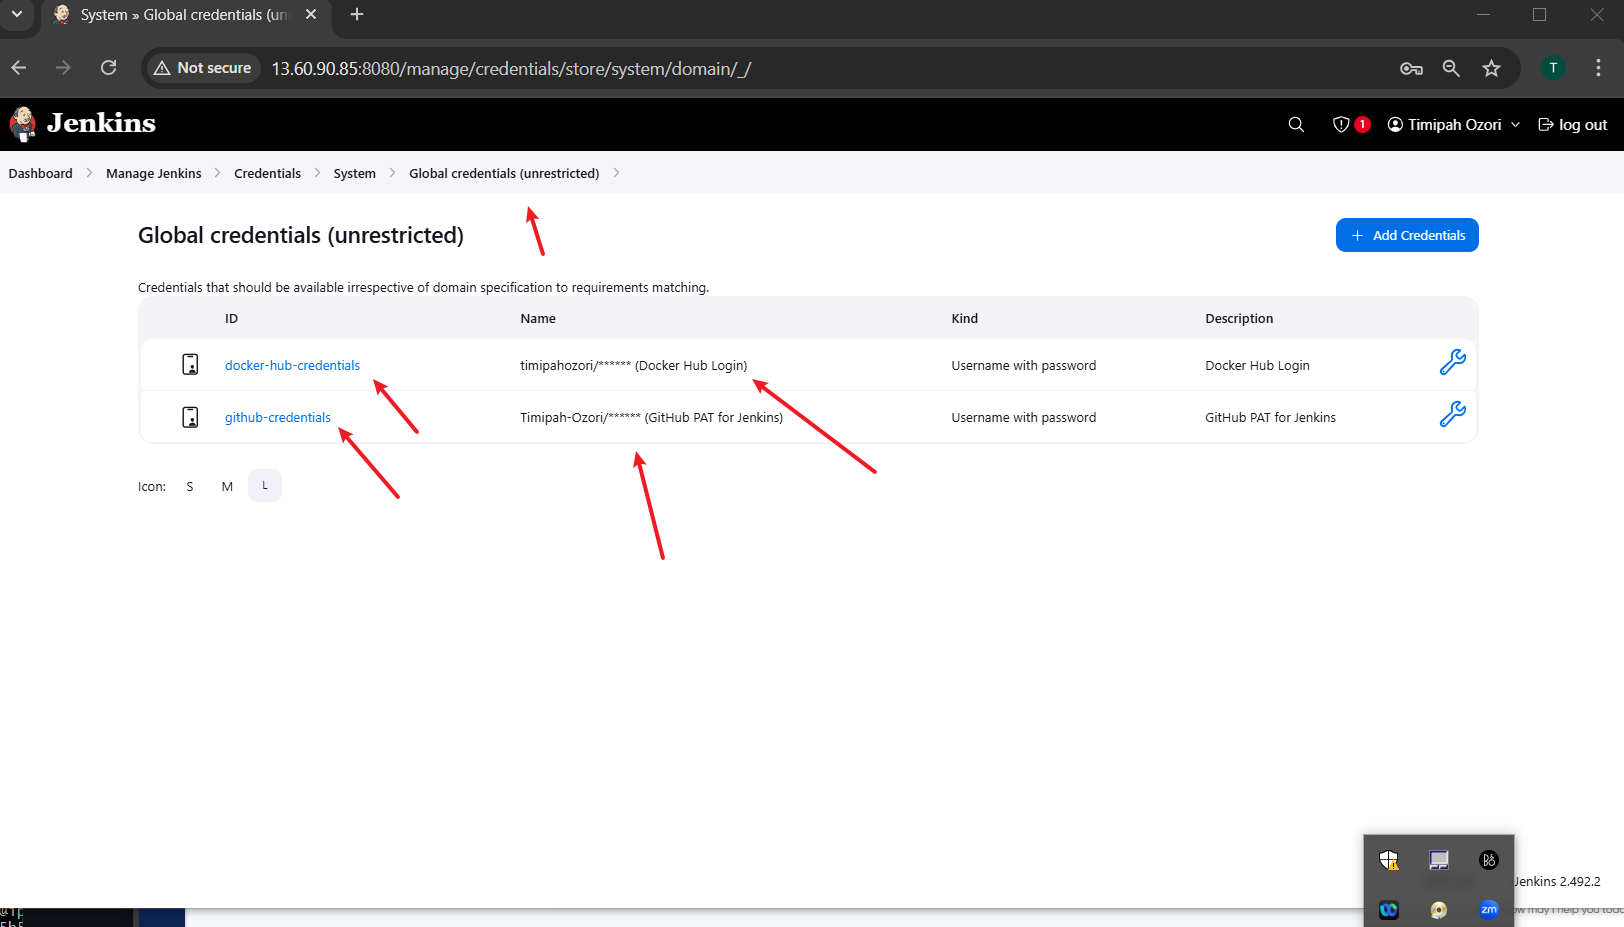 System » Global credentials (un
Not secure
13.60.90.85:8080/manage/credentials/store/system/domain/_/
T
Jenkins
1
Timipah Ozori
log out
Dashboard
Manage Jenkins
Credentials
System
Global credentials (unrestricted)
Global credentials (unrestricted)
+ Add Credentials
Credentials that should be available irrespective of domain specification to requirements matching.
ID Name Kind Description
docker-hub-credentials timipahozori/****** (Docker Hub Login) Username with password Docker Hub Login
github-credentials Timipah-Ozori/****** (GitHub PAT for Jenkins) Username with password GitHub PAT for Jenkins
Icon: S M L
Jenkins 2.492.2
zm
may I help you